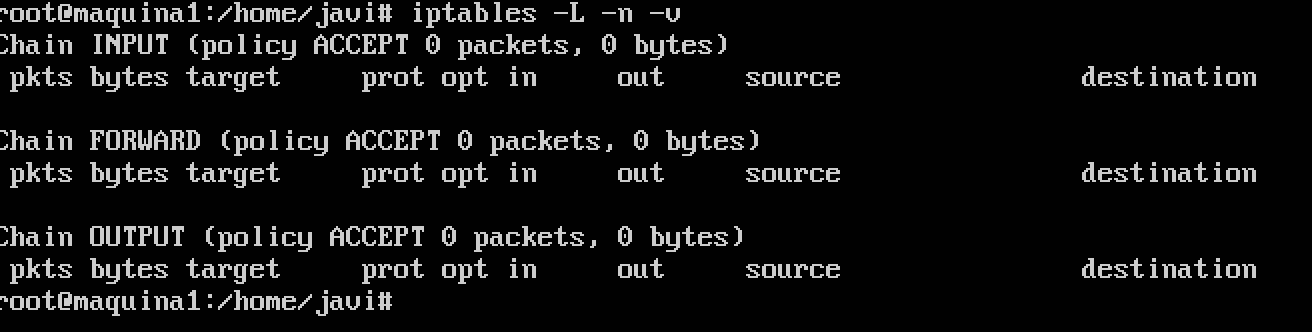 root@maquina1:/home/javi# iptables -L -n -v
Chain INPUT (policy ACCEPT 0 packets, 0 bytes)
 pkts bytes target     prot opt in     out     source               destination

Chain FORWARD (policy ACCEPT 0 packets, 0 bytes)
 pkts bytes target     prot opt in     out     source               destination

Chain OUTPUT (policy ACCEPT 0 packets, 0 bytes)
 pkts bytes target     prot opt in     out     source               destination
root@maquina1:/home/javi#